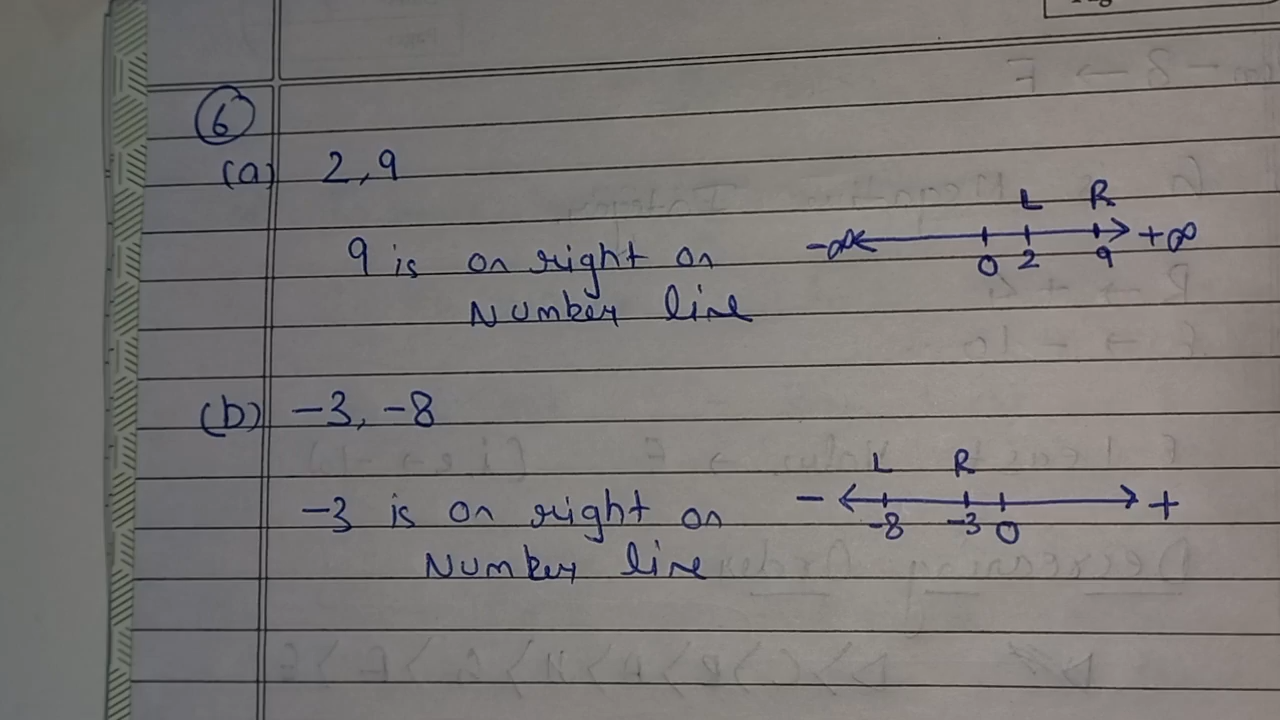 6
(a) 2, 9
L R
9 is on right on -∞ +∞
0 2 9
Number line
(b) -3, -8
L R
-3 is on right on - +
-8 -3 0
Number line